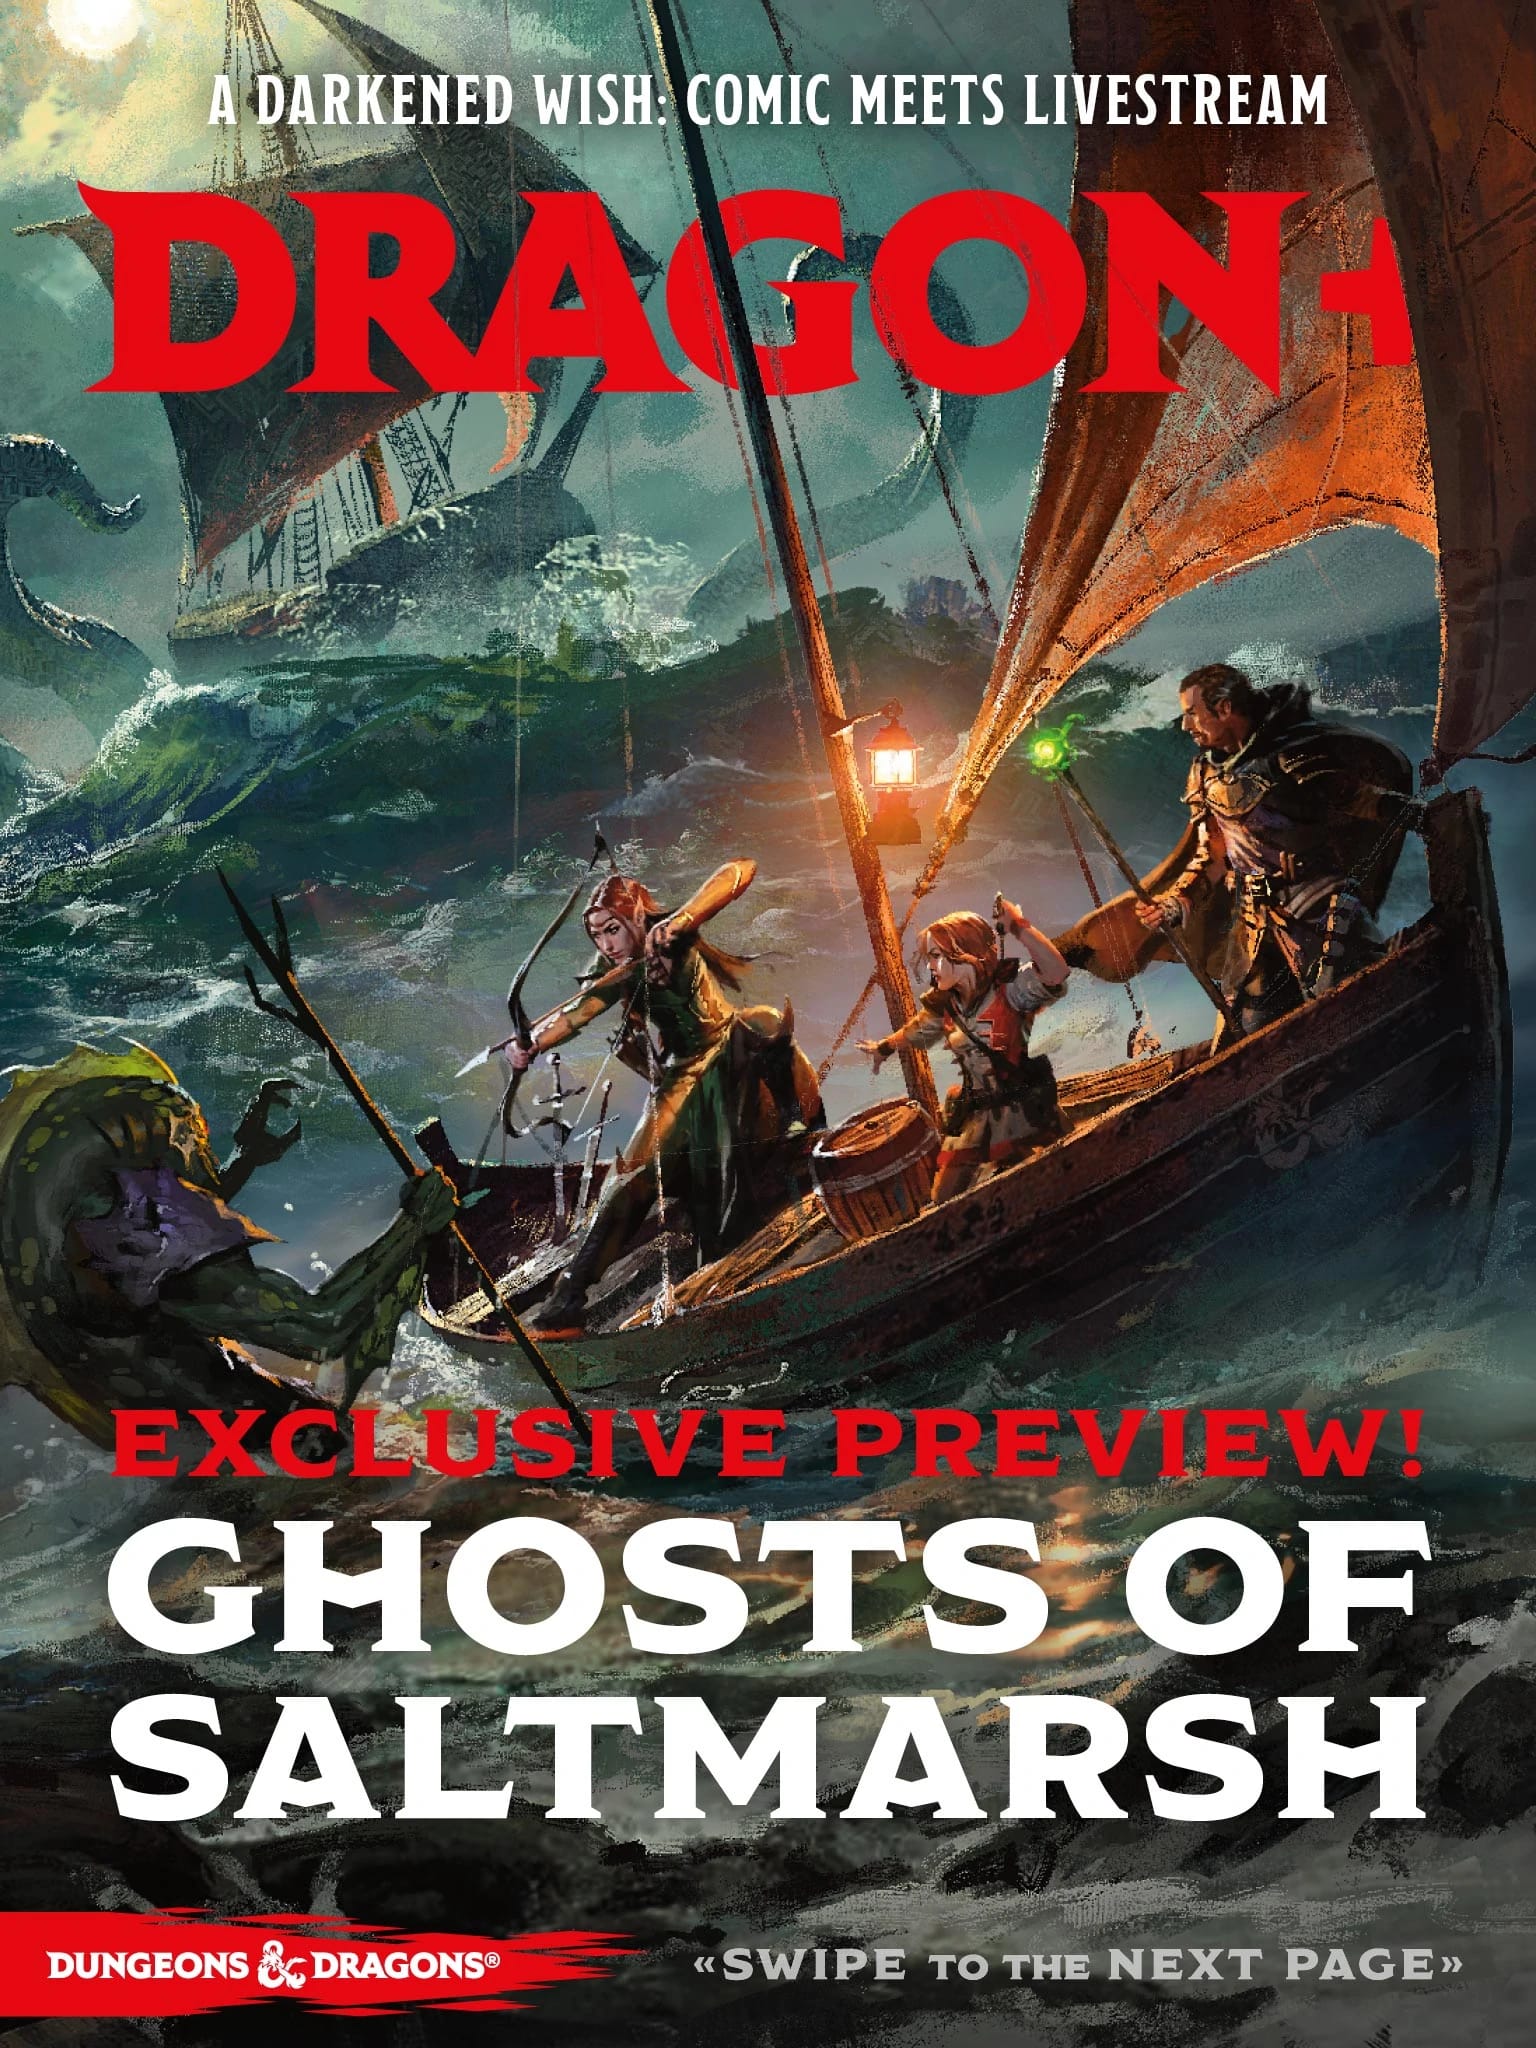 A DARKENED WISH: COMIC MEETS LIVESTREAM
DRAGON+
EXCLUSIVE PREVIEW!
GHOSTS OF
SALTMARSH
DUNGEONS & DRAGONS®
«SWIPE TO THE NEXT PAGE»